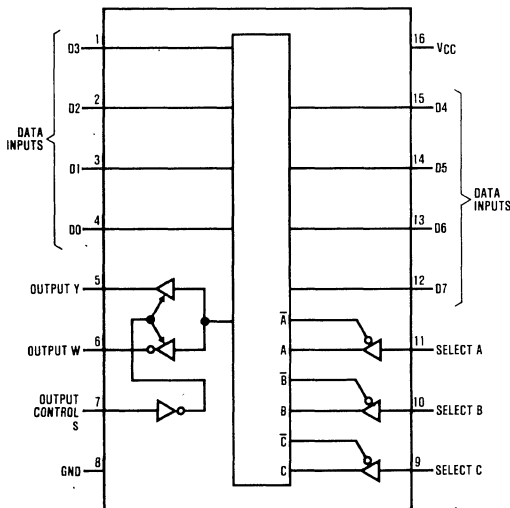 1
D3
2
D2
DATA
INPUTS
3
D1
4
D0
5
OUTPUT Y
6
OUTPUT W
7
OUTPUT
CONTROL
S
8
GND
16
VCC
15
D4
14
D5
DATA
INPUTS
13
D6
12
D7
A̅
A
11
SELECT A
B̅
B
10
SELECT B
C̅
C
9
SELECT C